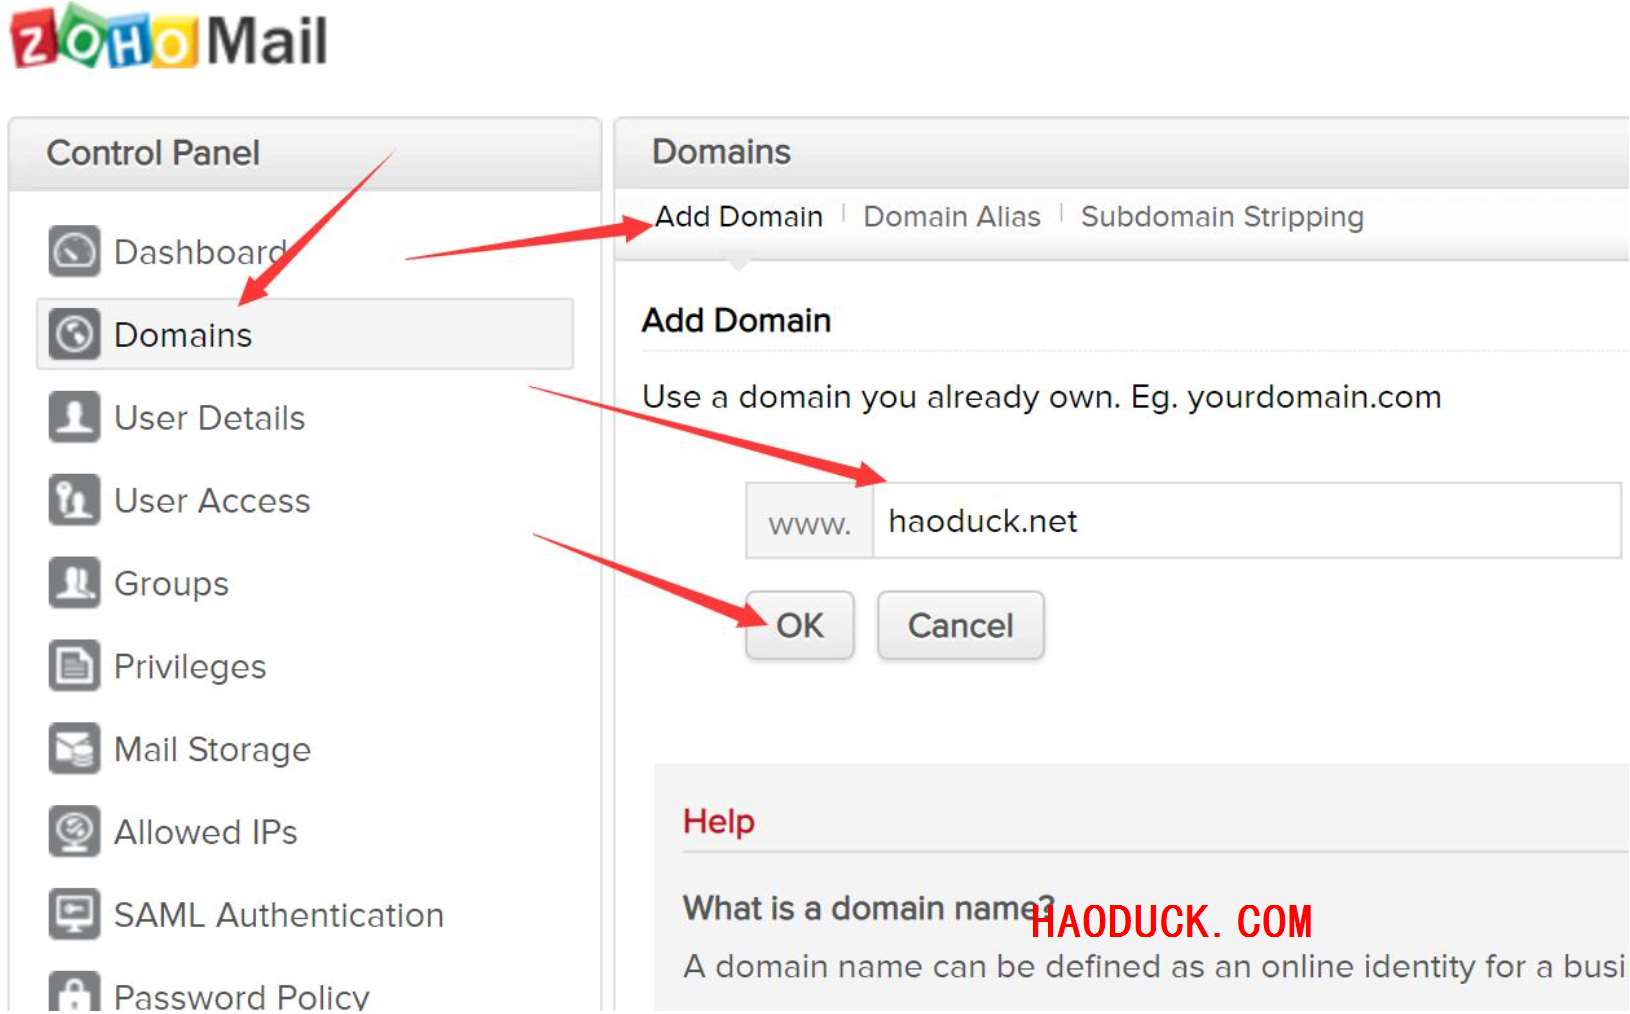 ZOHO Mail
Control Panel
Dashboard
Domains
User Details
User Access
Groups
Privileges
Mail Storage
Allowed IPs
SAML Authentication
Password Policy
Domains
Add Domain | Domain Alias | Subdomain Stripping
Add Domain
Use a domain you already own. Eg. yourdomain.com
www. haoduck.net
OK Cancel
Help
What is a domain name?
HAODUCK. COM
A domain name can be defined as an online identity for a busi